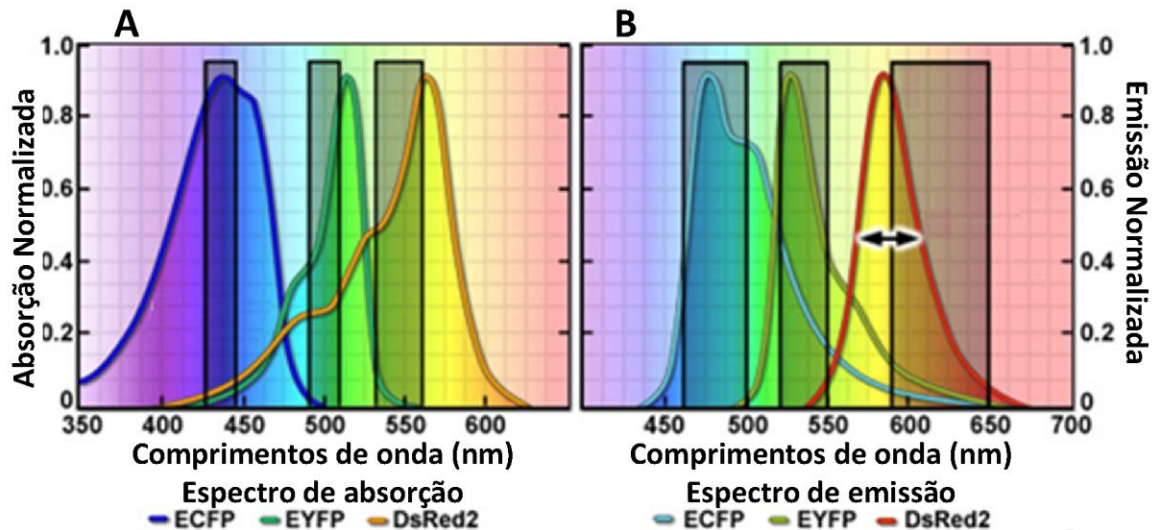 A
B
1.0
0.8
0.6
0.4
0.2
0
Absorção Normalizada
350 400 450 500 550 600
Comprimentos de onda (nm)
Espectro de absorção
ECFP EYFP DsRed2
1.0
0.8
0.6
0.4
0.2
0
Emissão Normalizada
450 500 550 600 650 700
Comprimentos de onda (nm)
Espectro de emissão
ECFP EYFP DsRed2